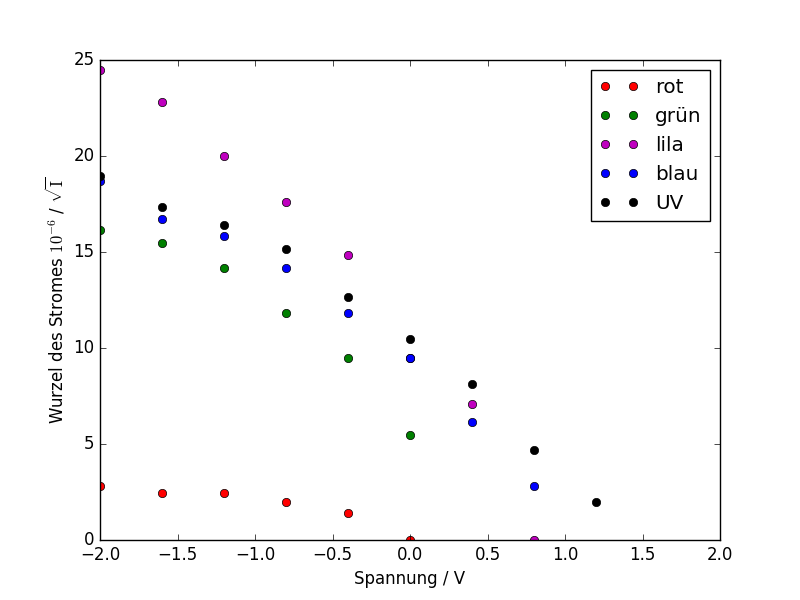 25
20
15
10
5
0
Wurzel des Stromes 10⁻⁶ / √I
rot
grün
lila
blau
UV
−2.0 −1.5 −1.0 −0.5 0.0 0.5 1.0 1.5 2.0
Spannung / V